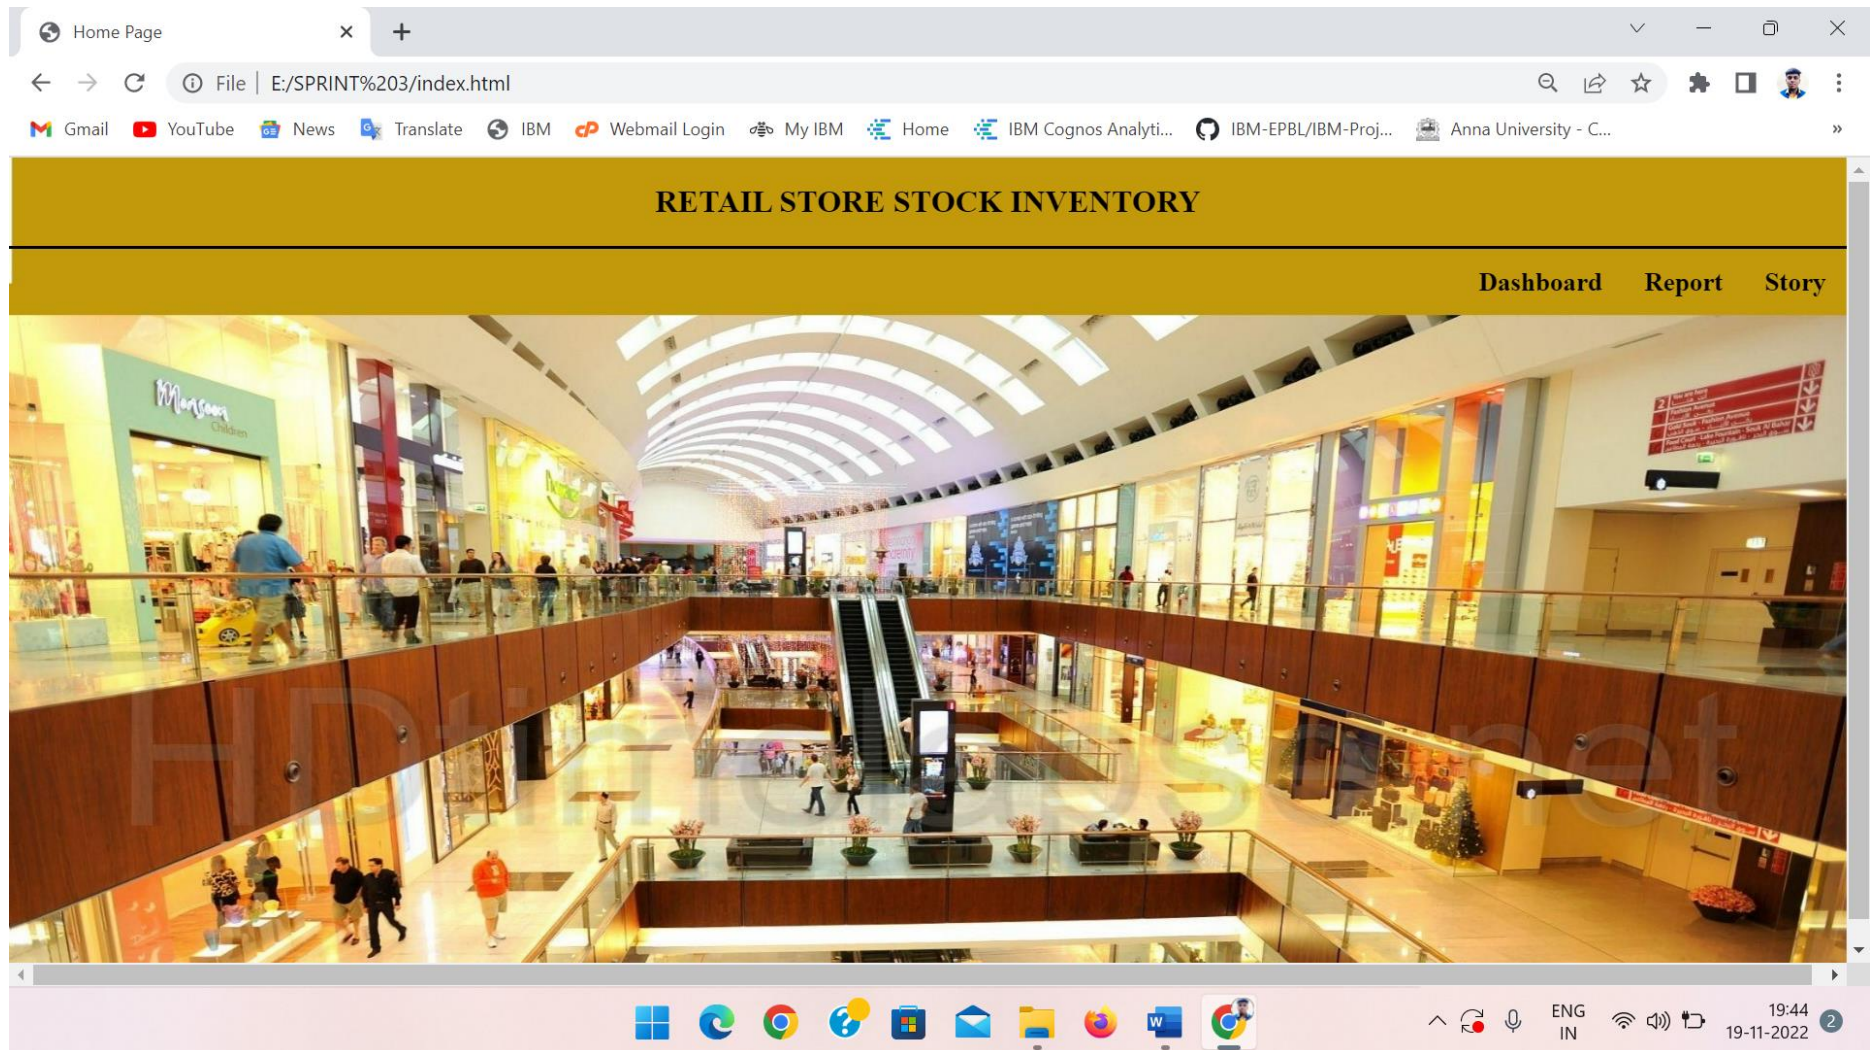 Home Page
File E:/SPRINT%203/index.html
Gmail YouTube News Translate IBM Webmail Login My IBM Home IBM Cognos Analyti... IBM-EPBL/IBM-Proj... Anna University - C... »
RETAIL STORE STOCK INVENTORY
Dashboard Report Story
Monsoon
Children
HDtimelapse.net
ENG
IN
19:44
19-11-2022
2